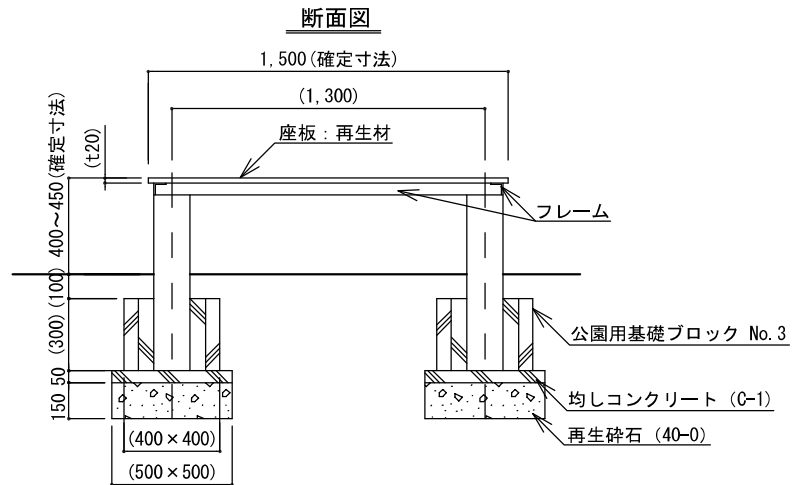 断面図
1,500(確定寸法)
(1,300)
座板：再生材
(t20)
400～450(確定寸法)
フレーム
(100)
(300)
公園用基礎ブロック No.3
50
均しコンクリート (C-1)
150
再生砕石 (40-0)
(400×400)
(500×500)